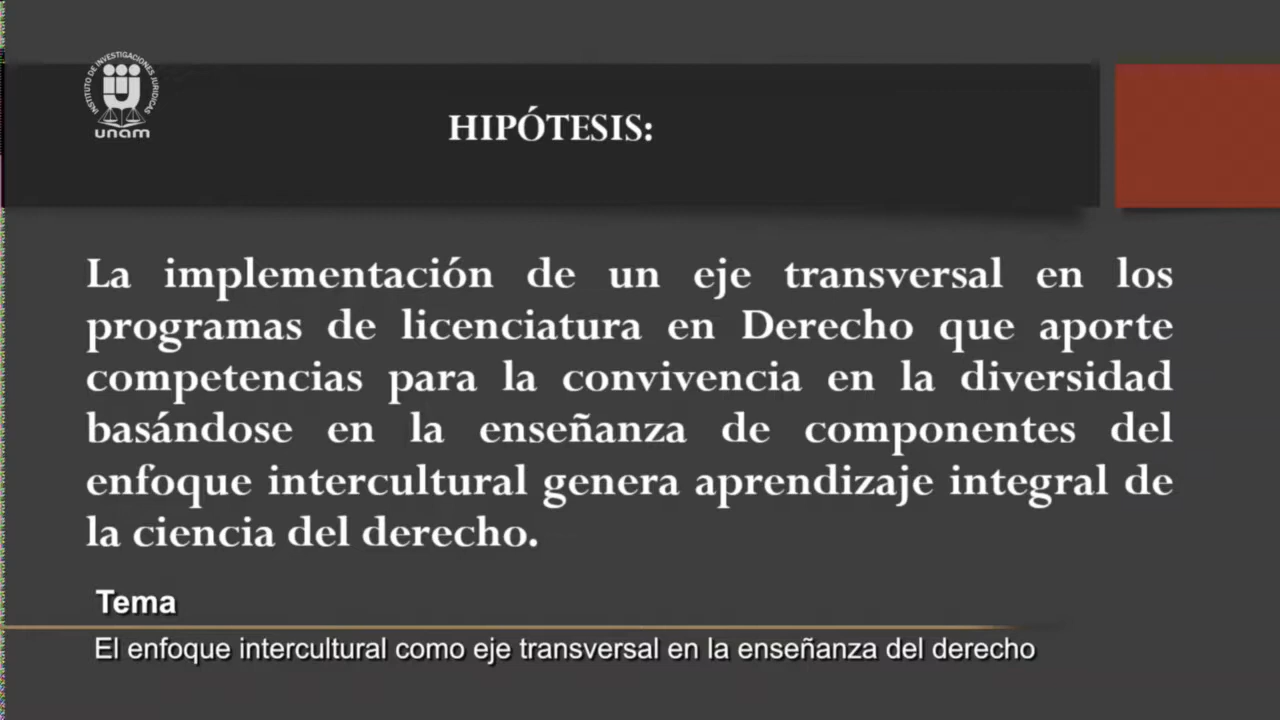 INSTITUTO DE INVESTIGACIONES JURIDICAS
unam
HIPÓTESIS:
La implementación de un eje transversal en los
programas de licenciatura en Derecho que aporte
competencias para la convivencia en la diversidad
basándose en la enseñanza de componentes del
enfoque intercultural genera aprendizaje integral de
la ciencia del derecho.
Tema
El enfoque intercultural como eje transversal en la enseñanza del derecho